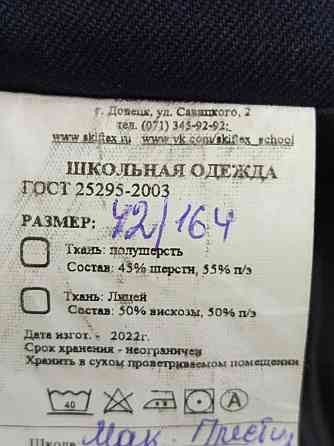 г. Донецк, ул. Савицкого, 2
тел. (071) 345-92-92;
www.skiflex.ru www.vk.com/skiflex_school
ШКОЛЬНАЯ ОДЕЖДА
ГОСТ 25295-2003
РАЗМЕР: 42/164
Ткань: полушерсть
Состав: 45% шерсти, 55% п/э
Ткань: Лицей
Состав: 50% вискозы, 50% п/э
Дата изгот. - 2022г.
Срок хранения - неограничен
Хранить в сухом проветриваемом помещении
40 A
Школа Мак